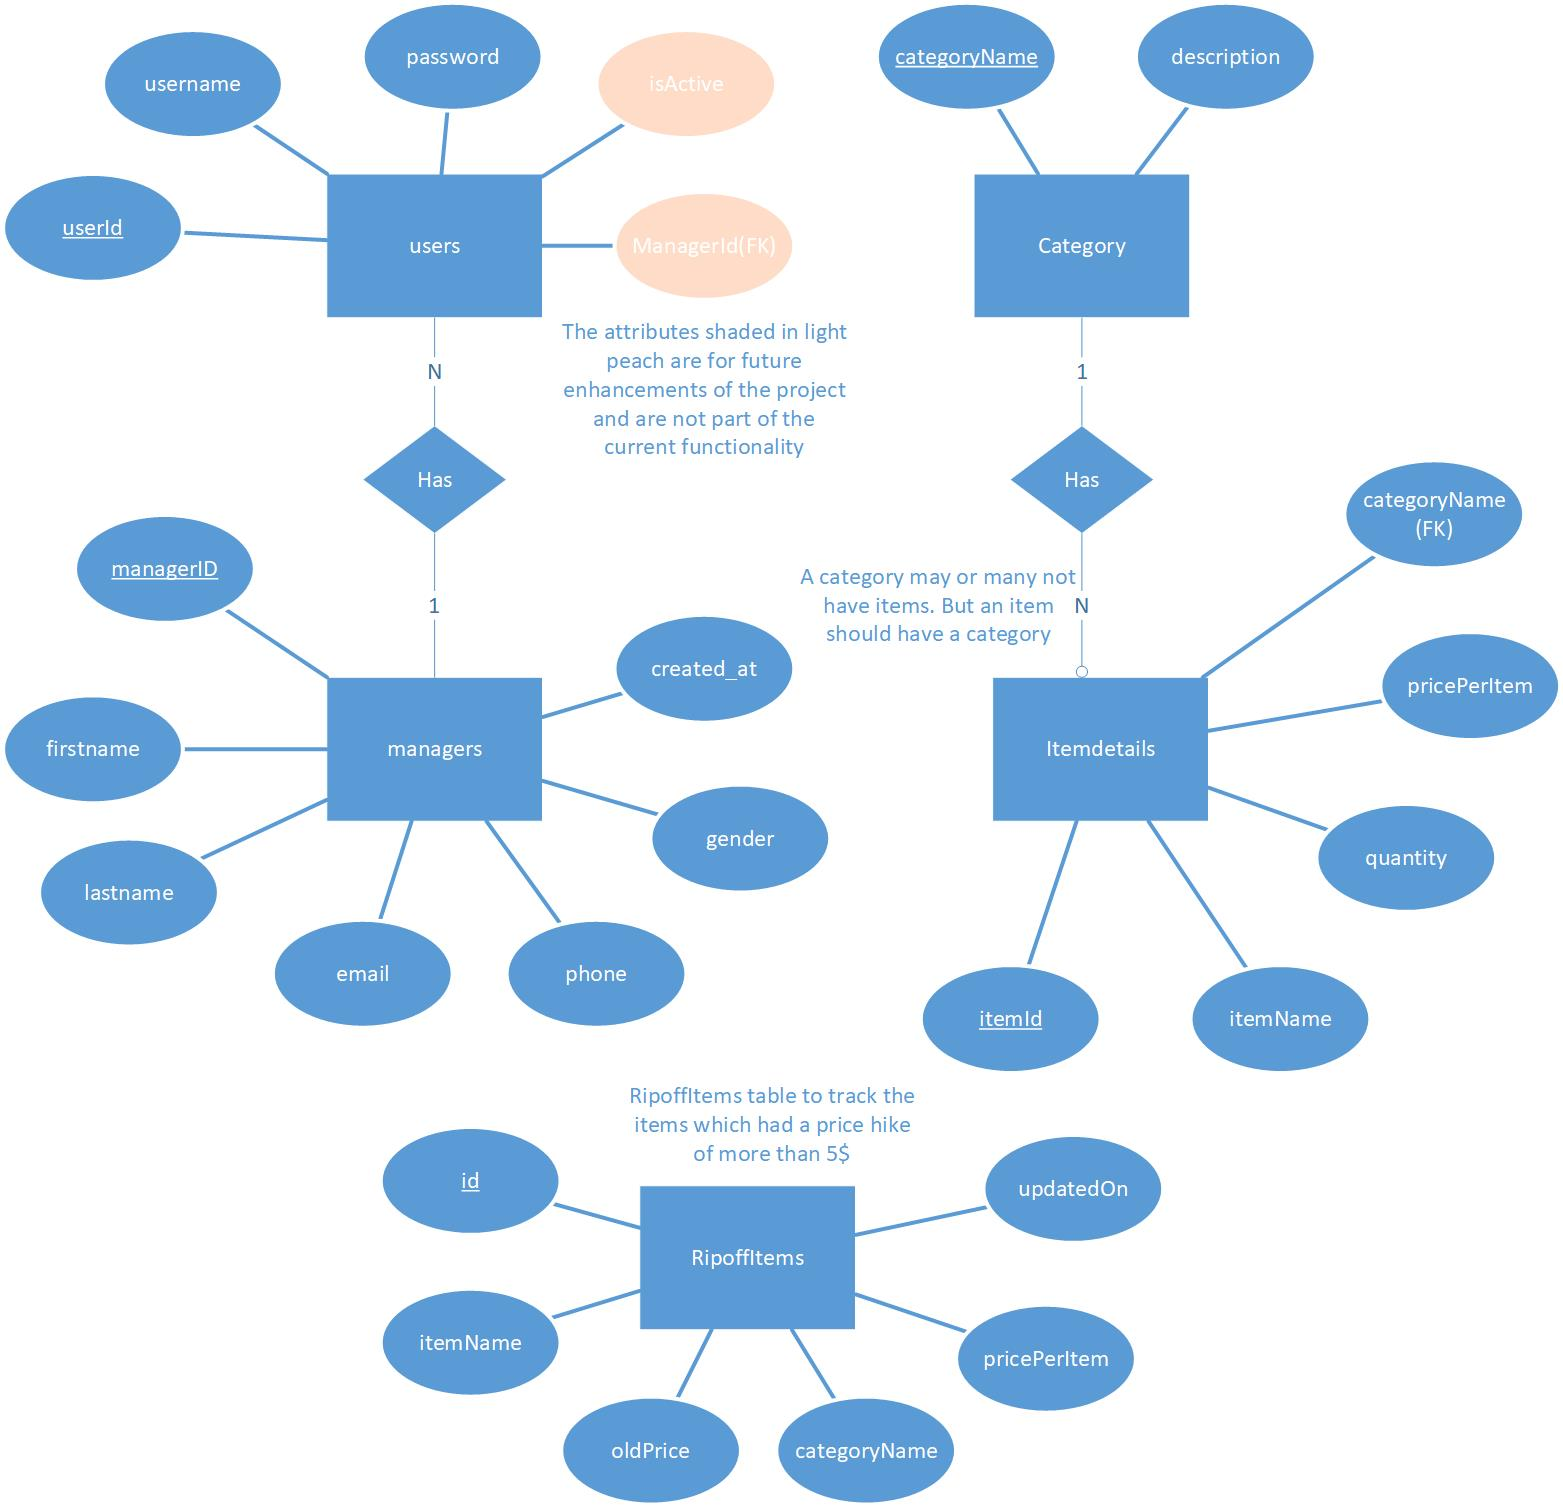 username
password
isActive
userId
users
ManagerId(FK)
The attributes shaded in light
peach are for future
enhancements of the project
and are not part of the
current functionality
N
Has
1
managerID
firstname
lastname
managers
created_at
gender
email
phone
categoryName
description
Category
1
Has
A category may or many not
have items. But an item
should have a category
N
categoryName
(FK)
pricePerItem
Itemdetails
quantity
itemId
itemName
RipoffItems table to track the
items which had a price hike
of more than 5$
id
updatedOn
RipoffItems
itemName
pricePerItem
oldPrice
categoryName